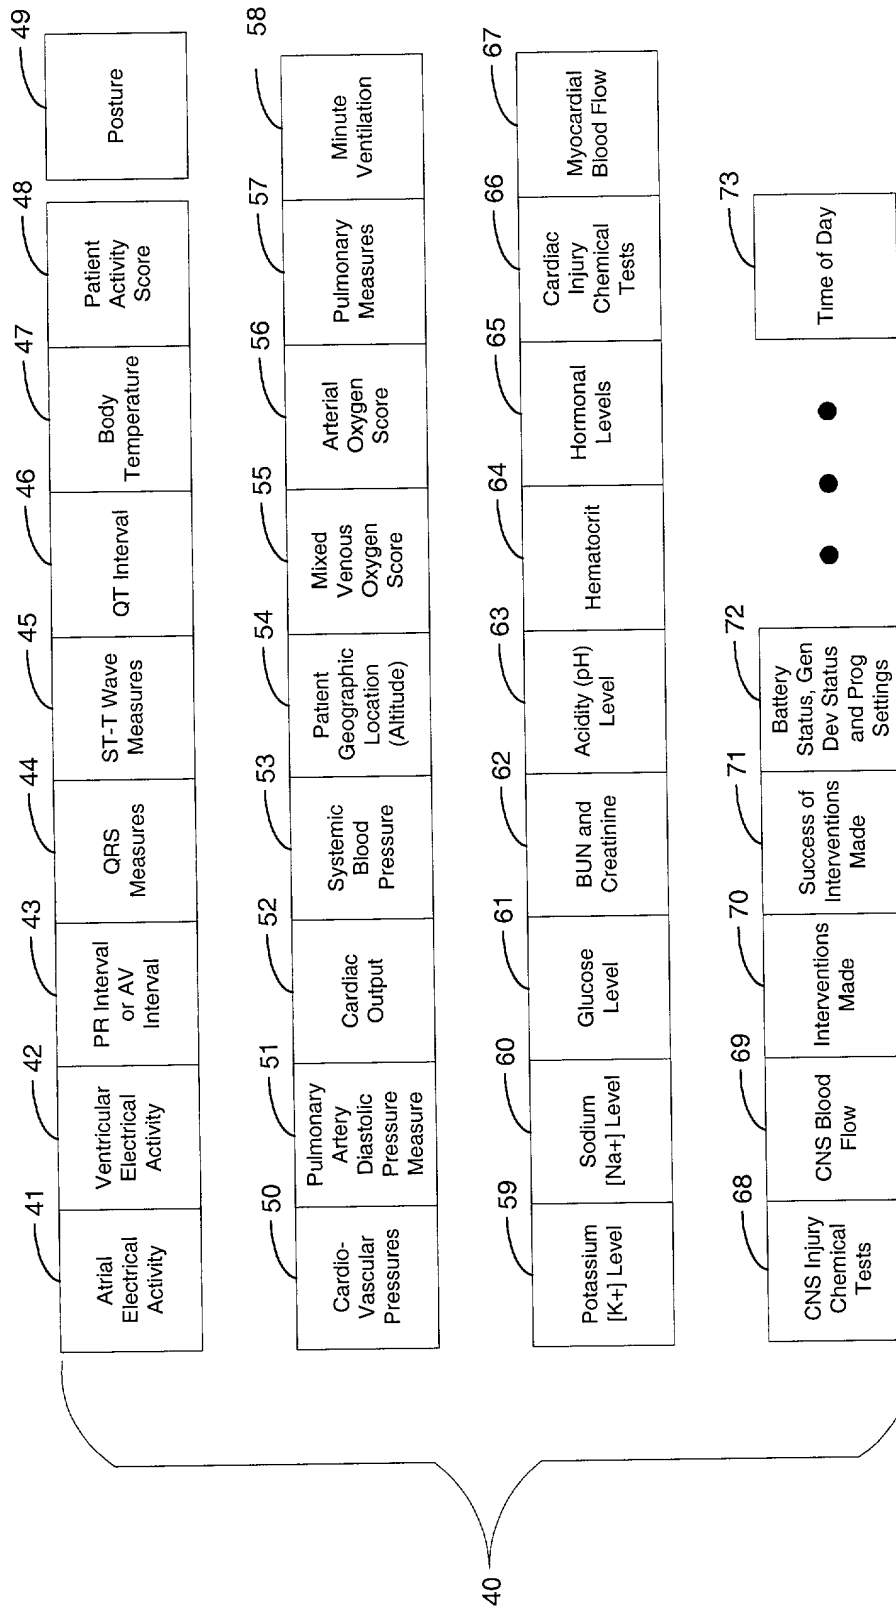 40
41
Atrial
Electrical
Activity
42
Ventricular
Electrical
Activity
43
PR Interval
or AV
Interval
44
QRS
Measures
45
ST-T Wave
Measures
46
QT Interval
47
Body
Temperature
48
Patient
Activity
Score
49
Posture
50
Cardio-
Vascular
Pressures
51
Pulmonary
Artery
Diastolic
Pressure
Measure
52
Cardiac
Output
53
Systemic
Blood
Pressure
54
Patient
Geographic
Location
(Altitude)
55
Mixed
Venous
Oxygen
Score
56
Arterial
Oxygen
Score
57
Pulmonary
Measures
58
Minute
Ventilation
59
Potassium
[K+] Level
60
Sodium
[Na+] Level
61
Glucose
Level
62
BUN and
Creatinine
63
Acidity (pH)
Level
64
Hematocrit
65
Hormonal
Levels
66
Cardiac
Injury
Chemical
Tests
67
Myocardial
Blood Flow
68
CNS Injury
Chemical
Tests
69
CNS Blood
Flow
70
Interventions
Made
71
Success of
Interventions
Made
72
Battery
Status, Gen
Dev Status
and Prog
Settings
73
Time of Day